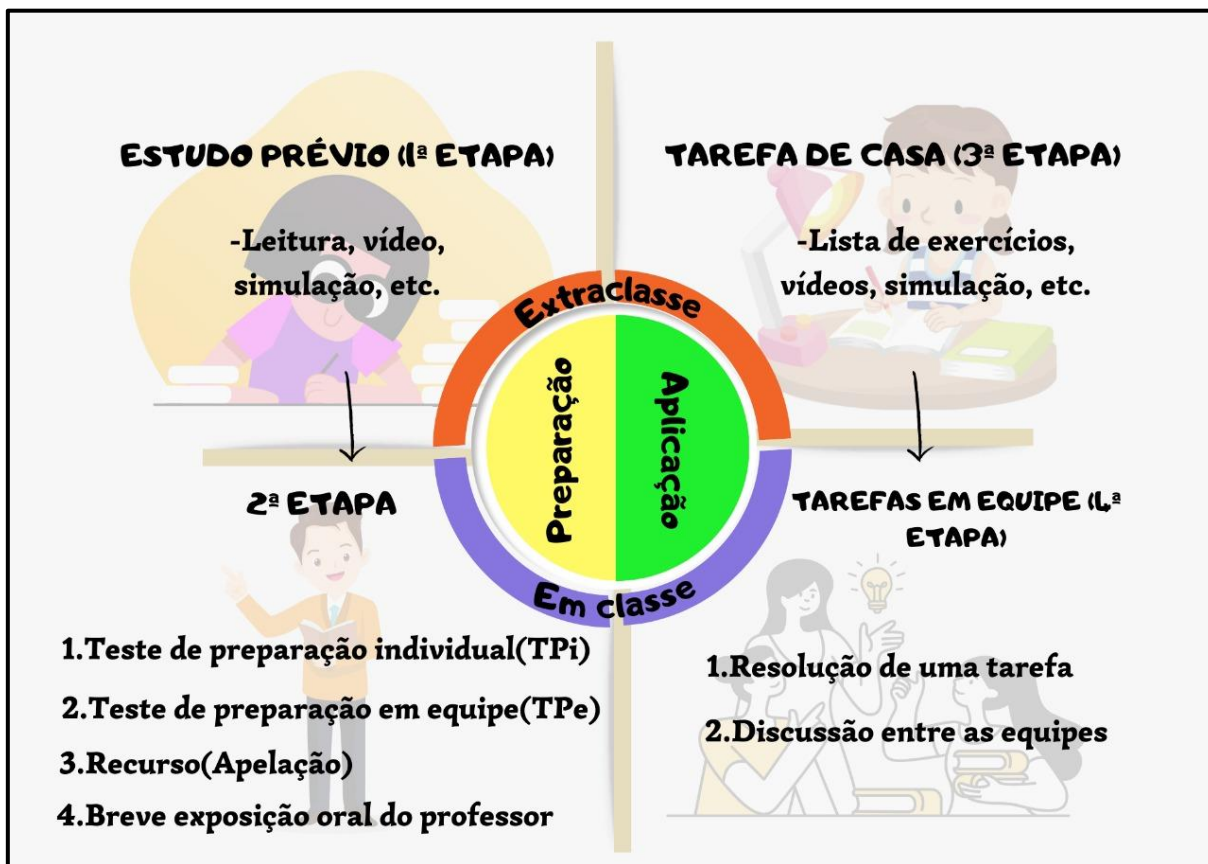 ESTUDO PRÉVIO (1ª ETAPA)
-Leitura, vídeo,
simulação, etc.
TAREFA DE CASA (3ª ETAPA)
-Lista de exercícios,
vídeos, simulação, etc.
Extraclasse
Preparação
Aplicação
Em classe
2ª ETAPA
1.Teste de preparação individual(TPi)
2.Teste de preparação em equipe(TPe)
3.Recurso(Apelação)
4.Breve exposição oral do professor
TAREFAS EM EQUIPE (4ª
ETAPA)
1.Resolução de uma tarefa
2.Discussão entre as equipes